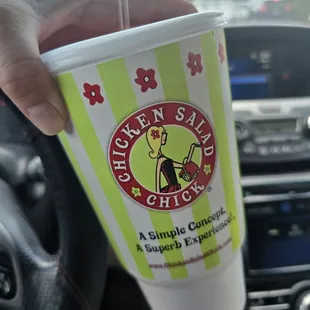 CHICKEN SALAD
CHICK
®
A Simple Concept.
A Superb Experience!